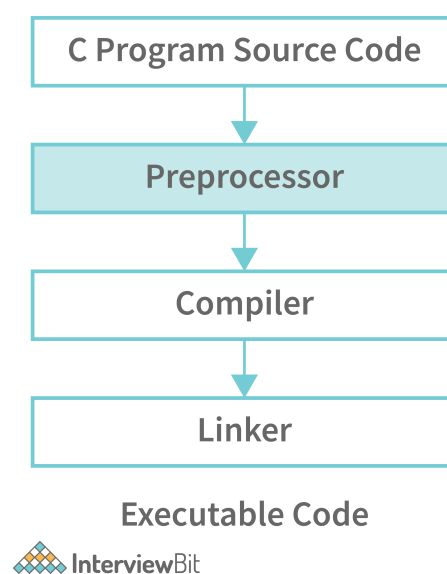 C Program Source Code
Preprocessor
Compiler
Linker
Executable Code
InterviewBit